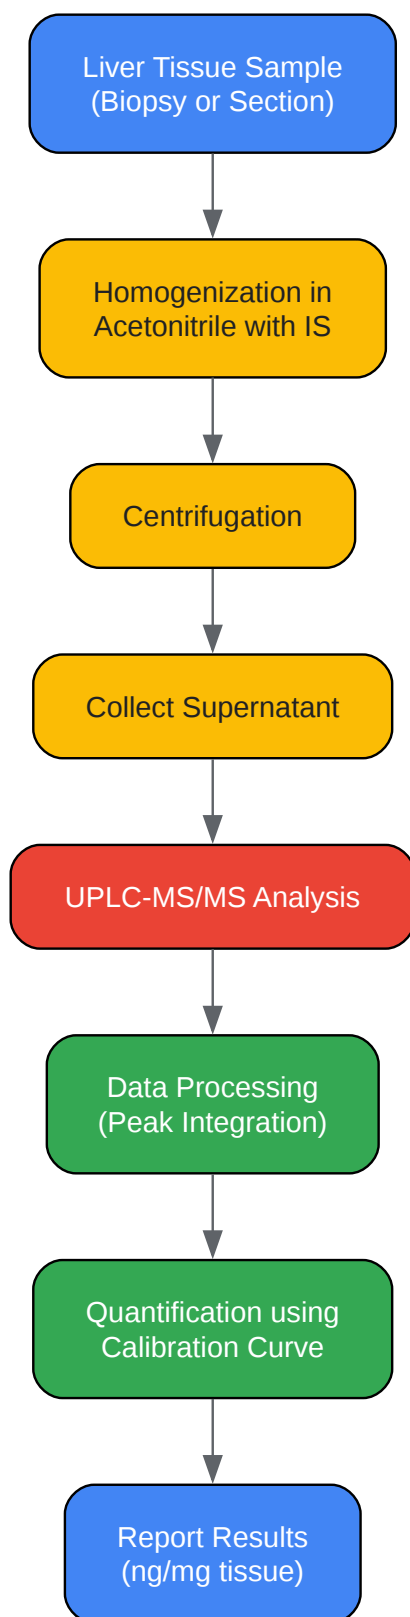 Liver Tissue Sample
(Biopsy or Section)
Homogenization in
Acetonitrile with IS
Centrifugation
Collect Supernatant
UPLC-MS/MS Analysis
Data Processing
(Peak Integration)
Quantification using
Calibration Curve
Report Results
(ng/mg tissue)